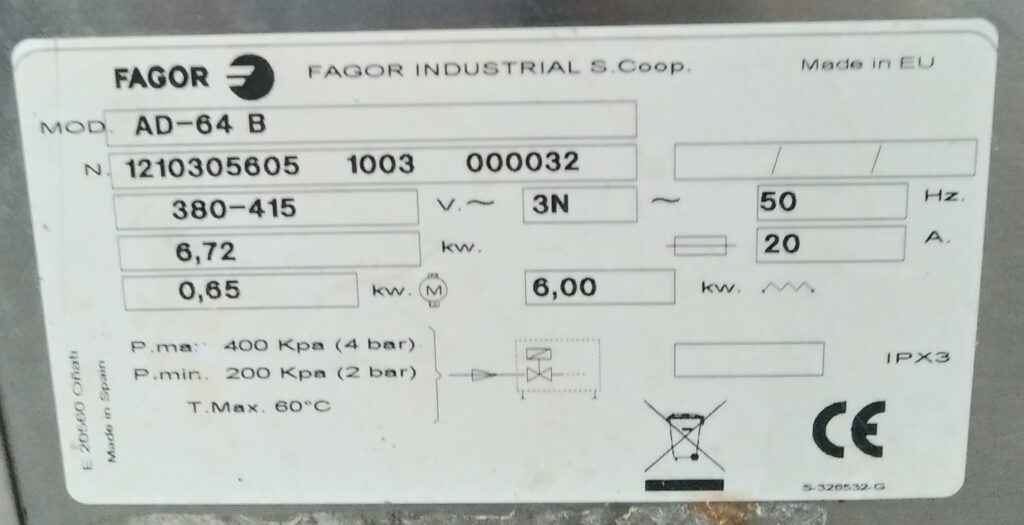 FAGOR FAGOR INDUSTRIAL S.Coop. Made in EU
MOD. AD-64 B
N. 1210305605 1003 000032 / /
380-415 V.~ 3N ~ 50 Hz.
6,72 kw. 20 A.
0,65 kw. M 6,00 kw.
P.ma: 400 Kpa (4 bar)
P.min. 200 Kpa (2 bar)
T.Max. 60°C
IPX3
E 20560 Oñati
Made in Spain
CE
5-326532-G